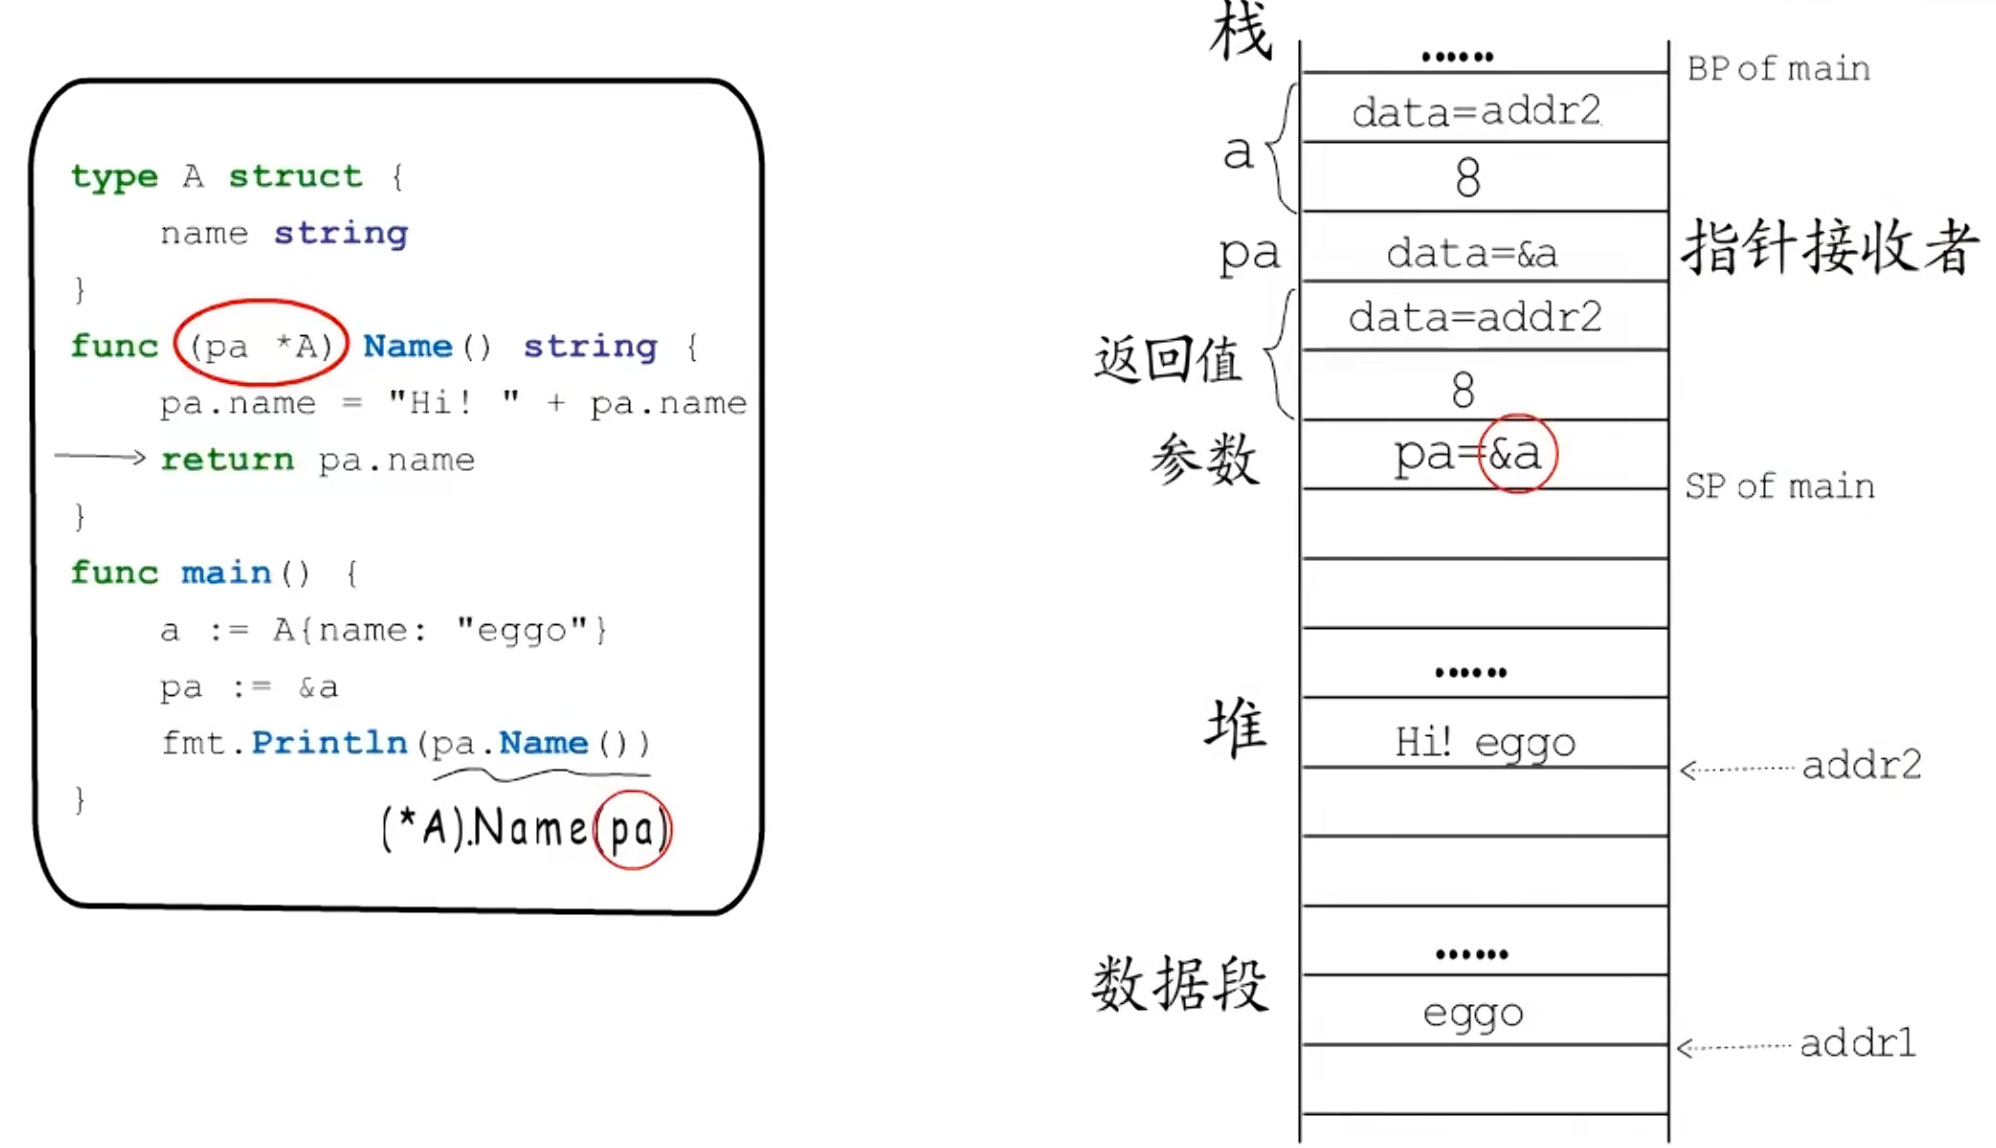 type A struct {
name string
}
func (pa *A) Name() string {
pa.name = "Hi! " + pa.name
return pa.name
}
func main() {
a := A{name: "eggo"}
pa := &a
fmt.Println(pa.Name())
}
(*A).Name(pa)
栈
……
BP of main
a
data=addr2
8
pa
data=&a
指针接收者
返回值
data=addr2
8
参数
pa=&a
SP of main
……
堆
Hi! eggo
addr2
……
数据段
eggo
addr1